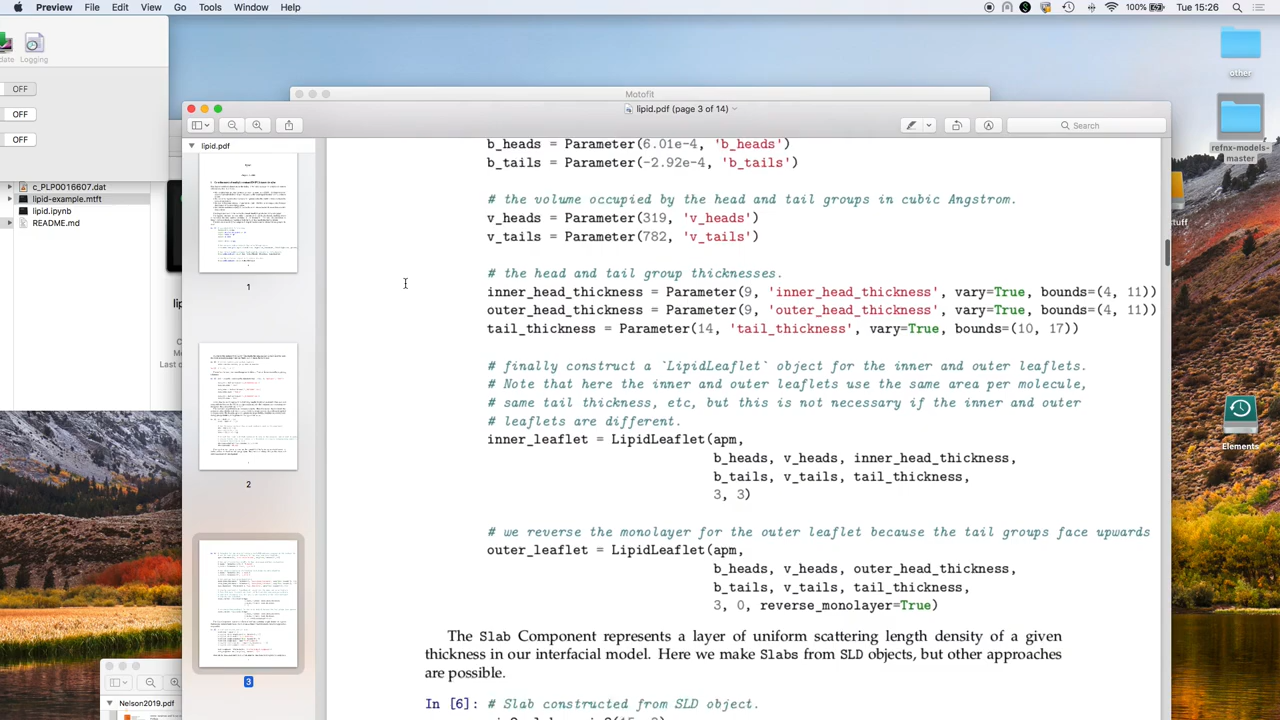 Preview File Edit View Go Tools Window Help 100% Tue 15:26
Logging
OFF
OFF
OFF
Motofit
lipid.pdf (page 3 of 14)
Search
other
refnx-models-
master
stuff
Elements
c_PLP0016607.dat
lipid-example.mtft
lipid.ipynb
README.md
lipid.pdf
1
2
3
Nelson2019.pdf
b_heads = Parameter(6.01e-4, 'b_heads')
b_tails = Parameter(-2.92e-4, 'b_tails')
the volume occupied by the head and tail groups in cubic Angstrom.
v_heads = Parameter(319, 'v_heads')
v_tails = Parameter( 'v_tails')
# the head and tail group thicknesses.
inner_head_thickness = Parameter(9, 'inner_head_thickness', vary=True, bounds=(4, 11))
outer_head_thickness = Parameter(9, 'outer_head_thickness', vary=True, bounds=(4, 11))
tail_thickness = Parameter(14, 'tail_thickness', vary=True, bounds=(10, 17))
construct a `LipidLeaflet` object for the inner and outer leaflets.
Note that here the inner and outer leaflets use the same area per molecule,
# same tail thickness, but this is not necessary if the inner and outer
leaflets are different.
inner_leaflet = LipidLeaflet(apm,
b_heads, v_heads, inner_head_thickness,
b_tails, v_tails, tail_thickness,
3, 3)
# we reverse the monolayer for the outer leaflet because the tail groups face upwards
outer_leaflet = LipidLeaflet(apm,
b_heads, v_heads, outer_head_thickness,
b_tails, v_tails, tail_thickness,
0, reverse_monolayer=True)
The Slab Component represents a layer of uniform scattering length density of a given
thickness in our interfacial model. Here we make Slabs from SLD objects, but other approaches
are possible.
In [6]: # Slab constructed from SLD object.